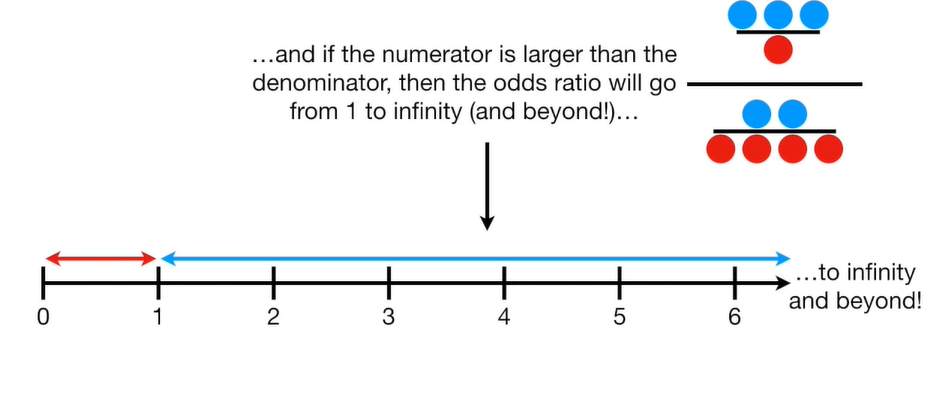 …and if the numerator is larger than the
denominator, then the odds ratio will go
from 1 to infinity (and beyond!)…
…to infinity
and beyond!
0 1 2 3 4 5 6